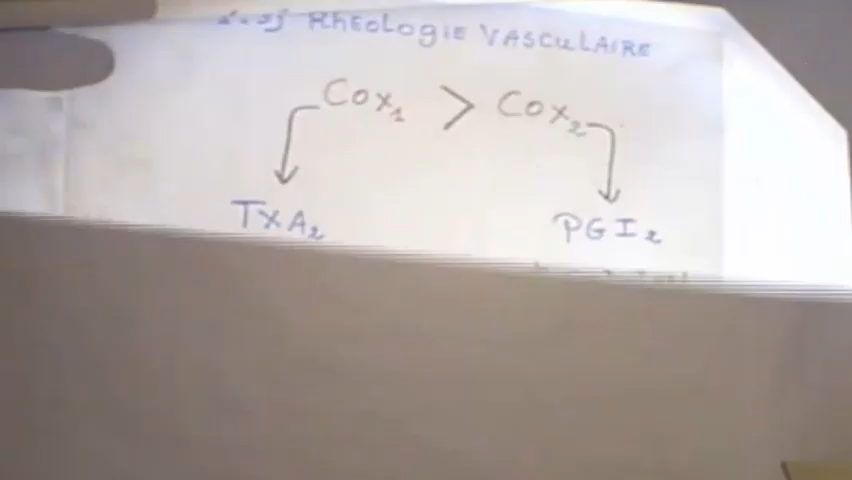 RHEOLOGIE VASCULAIRE
COX1 > COX2
TXA2 PGI2